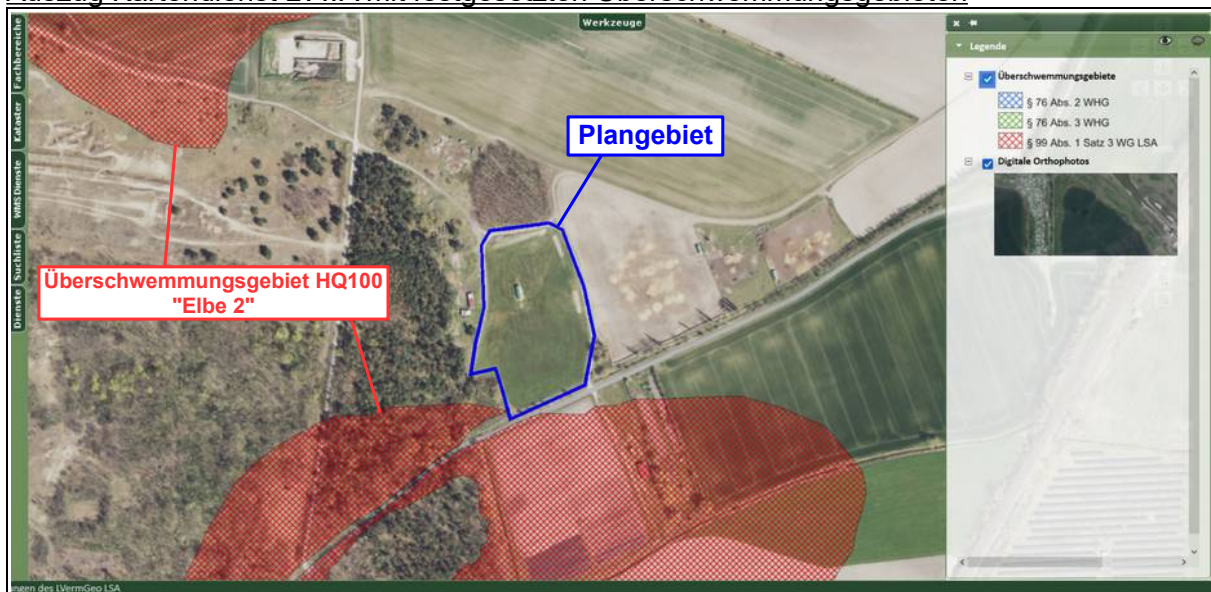 Werkzeuge
Fachbereiche
Kataster
WMS Dienste
Suchliste
Dienste
Plangebiet
Überschwemmungsgebiet HQ100
"Elbe 2"
Legende
Überschwemmungsgebiete
§ 76 Abs. 2 WHG
§ 76 Abs. 3 WHG
§ 99 Abs. 1 Satz 3 WG LSA
Digitale Orthophotos
ngen des LVermGeo LSA